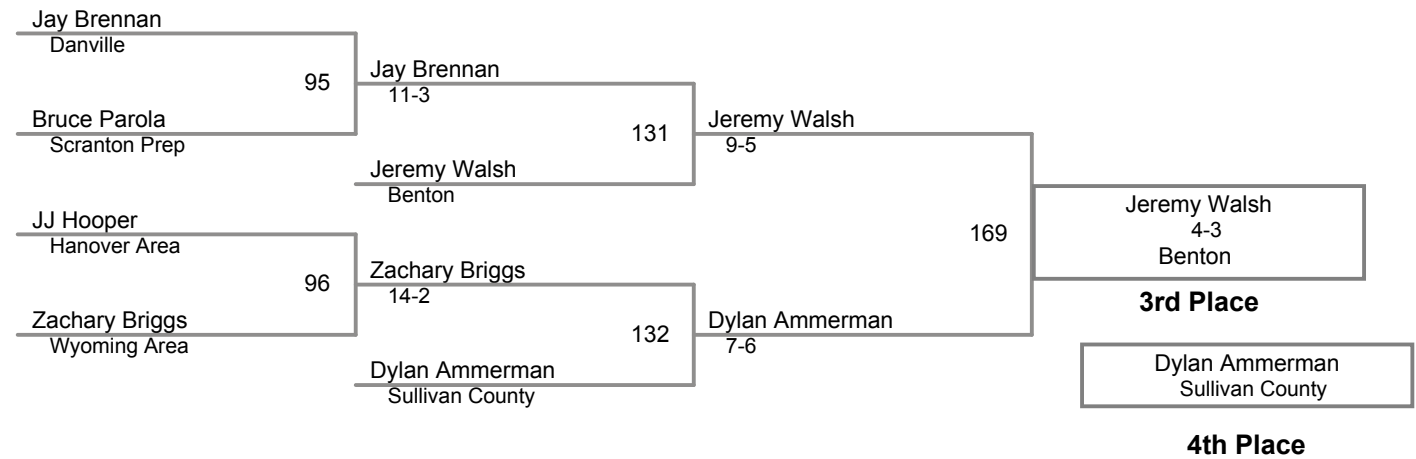 Jay Brennan
Danville
95
Bruce Parola
Scranton Prep
JJ Hooper
Hanover Area
96
Zachary Briggs
Wyoming Area
Jay Brennan
11-3
131
Jeremy Walsh
Benton
Zachary Briggs
14-2
132
Dylan Ammerman
Sullivan County
Jeremy Walsh
9-5
169
Dylan Ammerman
7-6
Jeremy Walsh
4-3
Benton
3rd Place
Dylan Ammerman
Sullivan County
4th Place